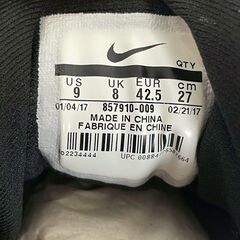 QTY
US UK EUR cm
9 8 42.5 27
01/04/17 857910-009 02/21/17
MADE IN CHINA
FABRIQUE EN CHINE